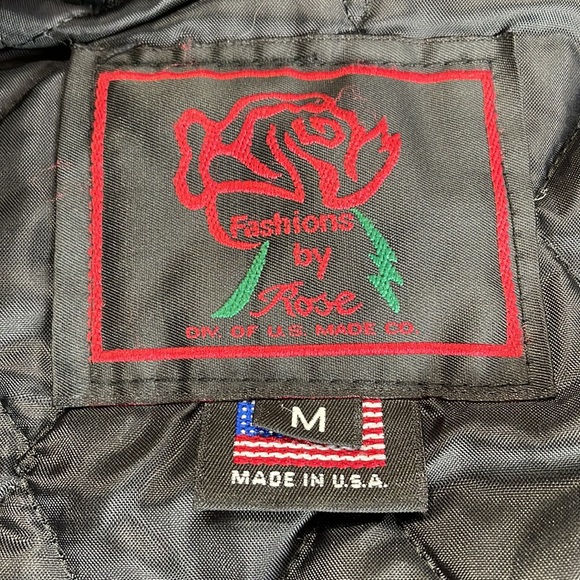 Fashions
by
Rose
DIV. OF U.S. MADE CO.
M
MADE IN U.S.A.